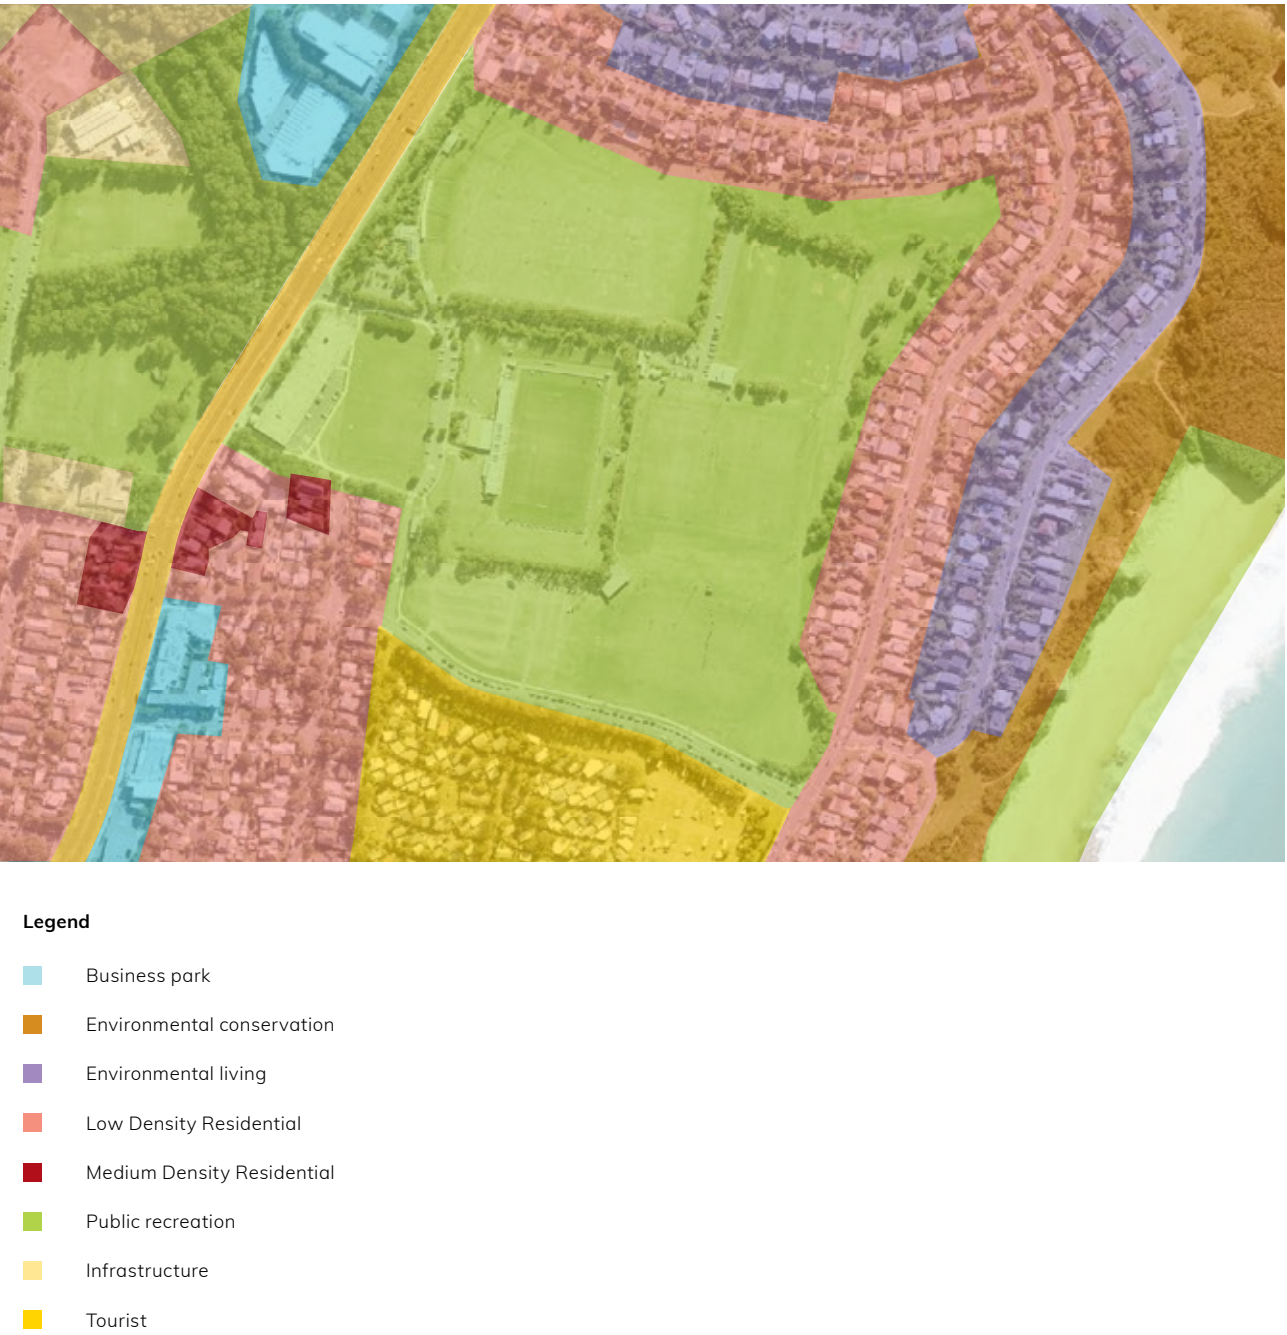 Legend
Business park
Environmental conservation
Environmental living
Low Density Residential
Medium Density Residential
Public recreation
Infrastructure
Tourist